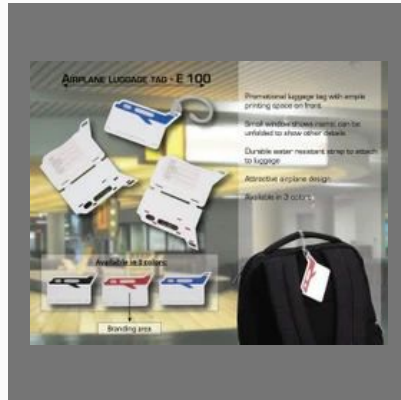 AIRPLANE LUGGAGE TAG - E 100
Promotional luggage tag with ample
printing space on front.
Small window shows name; can be
unfolded to show other details
Durable water resistant strap to attach
to luggage
Attractive airplane design
Available in 3 colors
Available in 3 colors:
Branding area